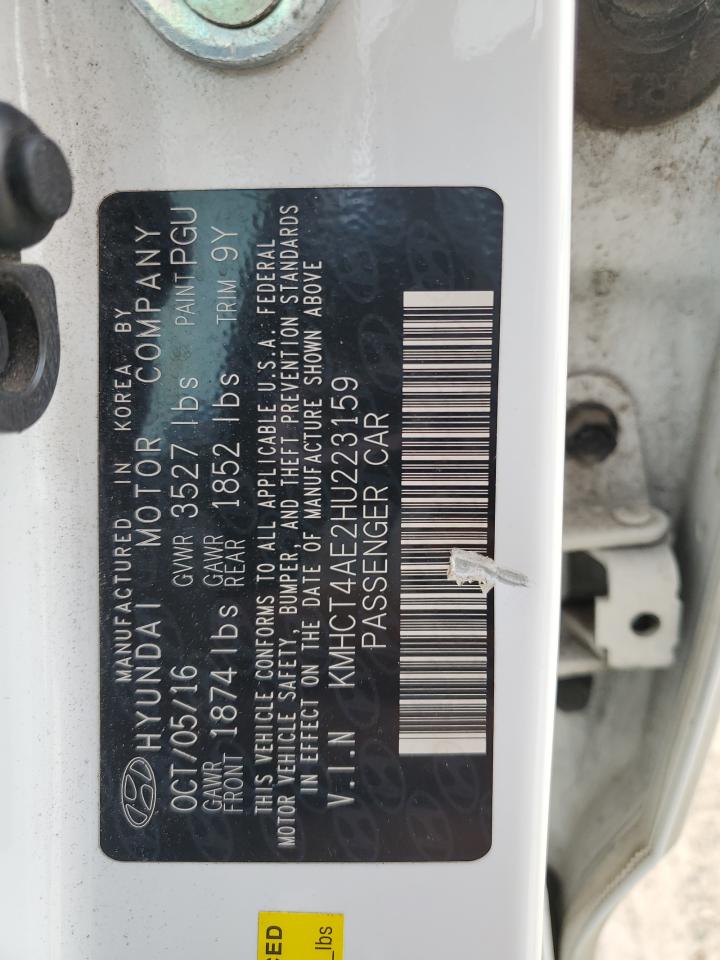 MANUFACTURED IN KOREA BY
HYUNDAI MOTOR COMPANY
OCT/05/16 GVWR 3527 lbs PAINT PGU
GAWR FRONT 1874 lbs GAWR REAR 1852 lbs TRIM 9Y
THIS VEHICLE CONFORMS TO ALL APPLICABLE U.S.A. FEDERAL
MOTOR VEHICLE SAFETY, BUMPER, AND THEFT PREVENTION STANDARDS
IN EFFECT ON THE DATE OF MANUFACTURE SHOWN ABOVE
V.I.N KMHCT4AE2HU223159
PASSENGER CAR
lbs